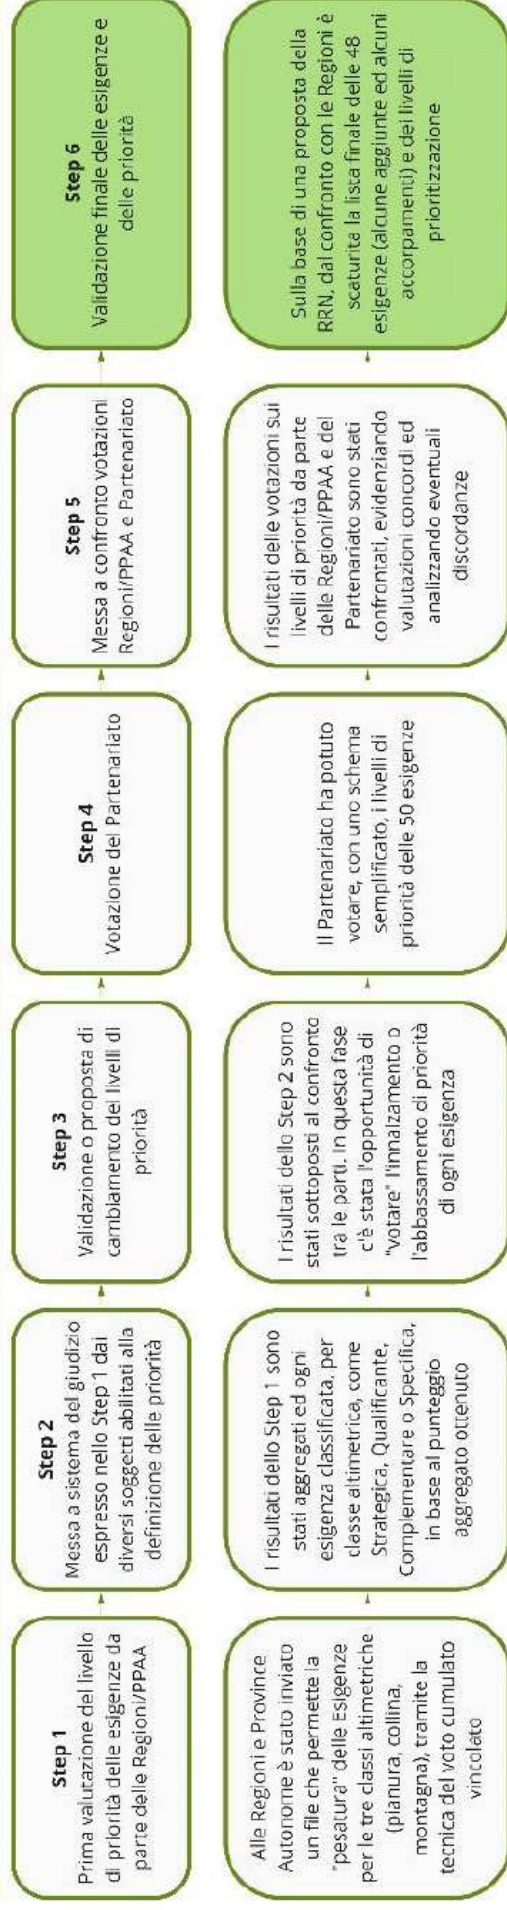 Step 1
Prima valutazione del livello
di priorità delle esigenze da
parte delle Regioni/PPAA
Step 2
Messa a sistema del giudizio
espresso nello Step 1 dai
diversi soggetti abilitati alla
definizione delle priorità
Step 3
Validazione o proposta di
cambiamento dei livelli di
priorità
Step 4
Votazione del Partenariato
Step 5
Messa a confronto votazioni
Regioni/PPAA e Partenariato
Step 6
Validazione finale delle esigenze e
delle priorità
Alle Regioni e Province
Autonome è stato inviato
un file che permette la
"pesatura" delle Esigenze
per le tre classi altimetriche
(pianura, collina,
montagna), tramite la
tecnica del voto cumulato
vincolato
I risultati dello Step 1 sono
stati aggregati ed ogni
esigenza classificata, per
classe altimetrica, come
Strategica, Qualificante,
Complementare o Specifica,
in base al punteggio
aggregato ottenuto
I risultati dello Step 2 sono
stati sottoposti al confronto
tra le parti. In questa fase
c'è stata l'opportunità di
"votare" l'innalzamento o
l'abbassamento di priorità
di ogni esigenza
Il Partenariato ha potuto
votare, con uno schema
semplificato, i livelli di
priorità delle 50 esigenze
I risultati delle votazioni sui
livelli di priorità da parte
delle Regioni/PPAA e del
Partenariato sono stati
confrontati, evidenziando
valutazioni concordi ed
analizzando eventuali
discordanze
Sulla base di una proposta della
RRN, dal confronto con le Regioni è
scaturita la lista finale delle 48
esigenze (alcune aggiunte ed alcuni
accorpamenti) e dei livelli di
prioritizzazione